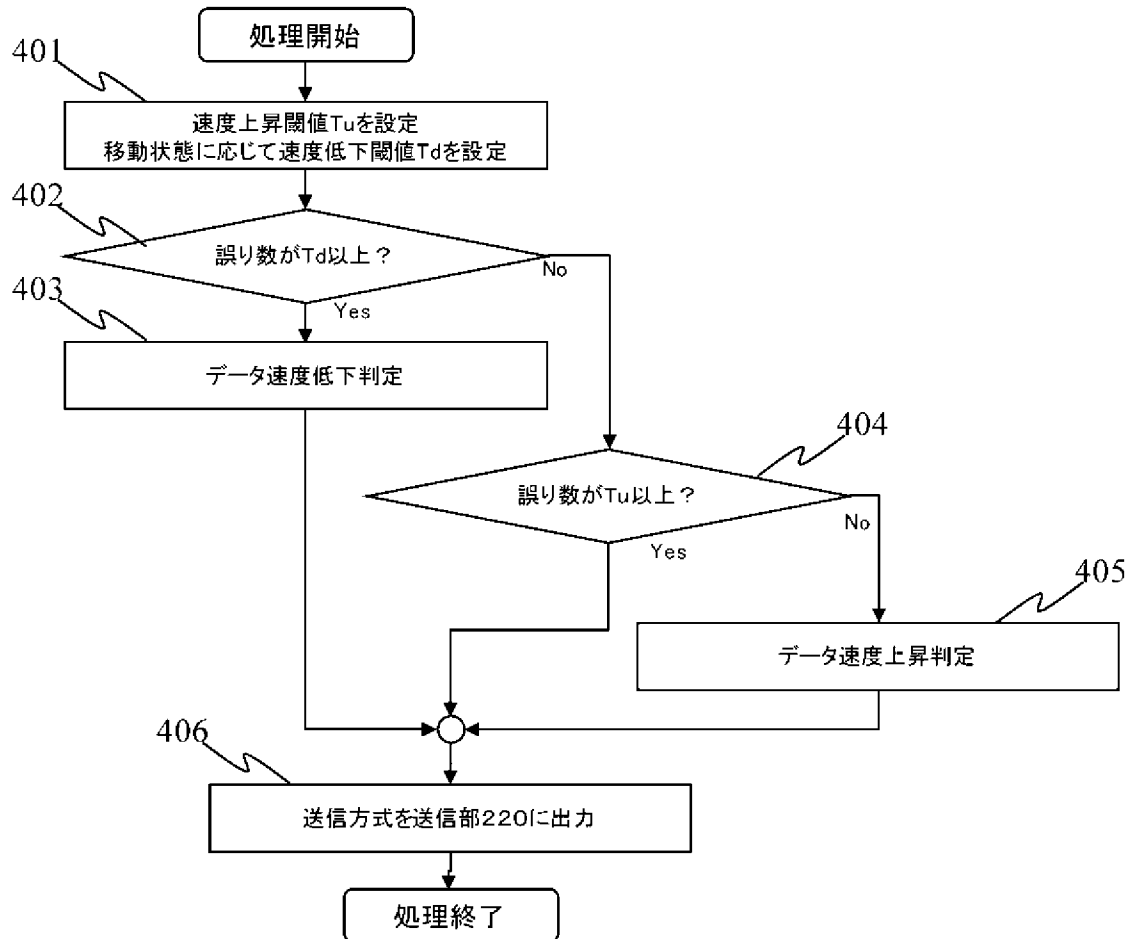 処理開始
401
速度上昇閾値Tuを設定
移動状態に応じて速度低下閾値Tdを設定
402
誤り数がTd以上？
No
Yes
403
データ速度低下判定
404
誤り数がTu以上？
No
Yes
405
データ速度上昇判定
406
送信方式を送信部２２０に出力
処理終了